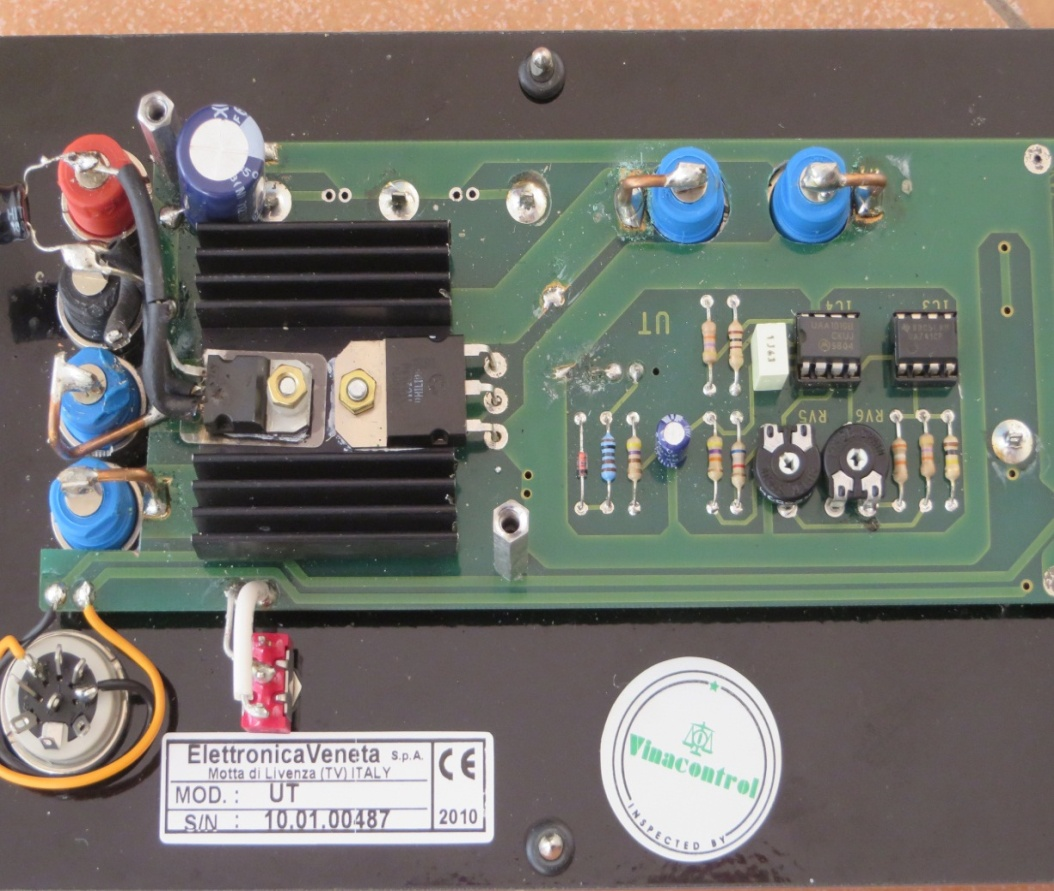 IC4
IC3
UT
RV5
RV6
ElettronicaVeneta S.p.A.
Motta di Livenza (TV) ITALY
CE
MOD. : UT
S/N : 10.01.00487
2010
Vinacontrol
INSPECTED BY